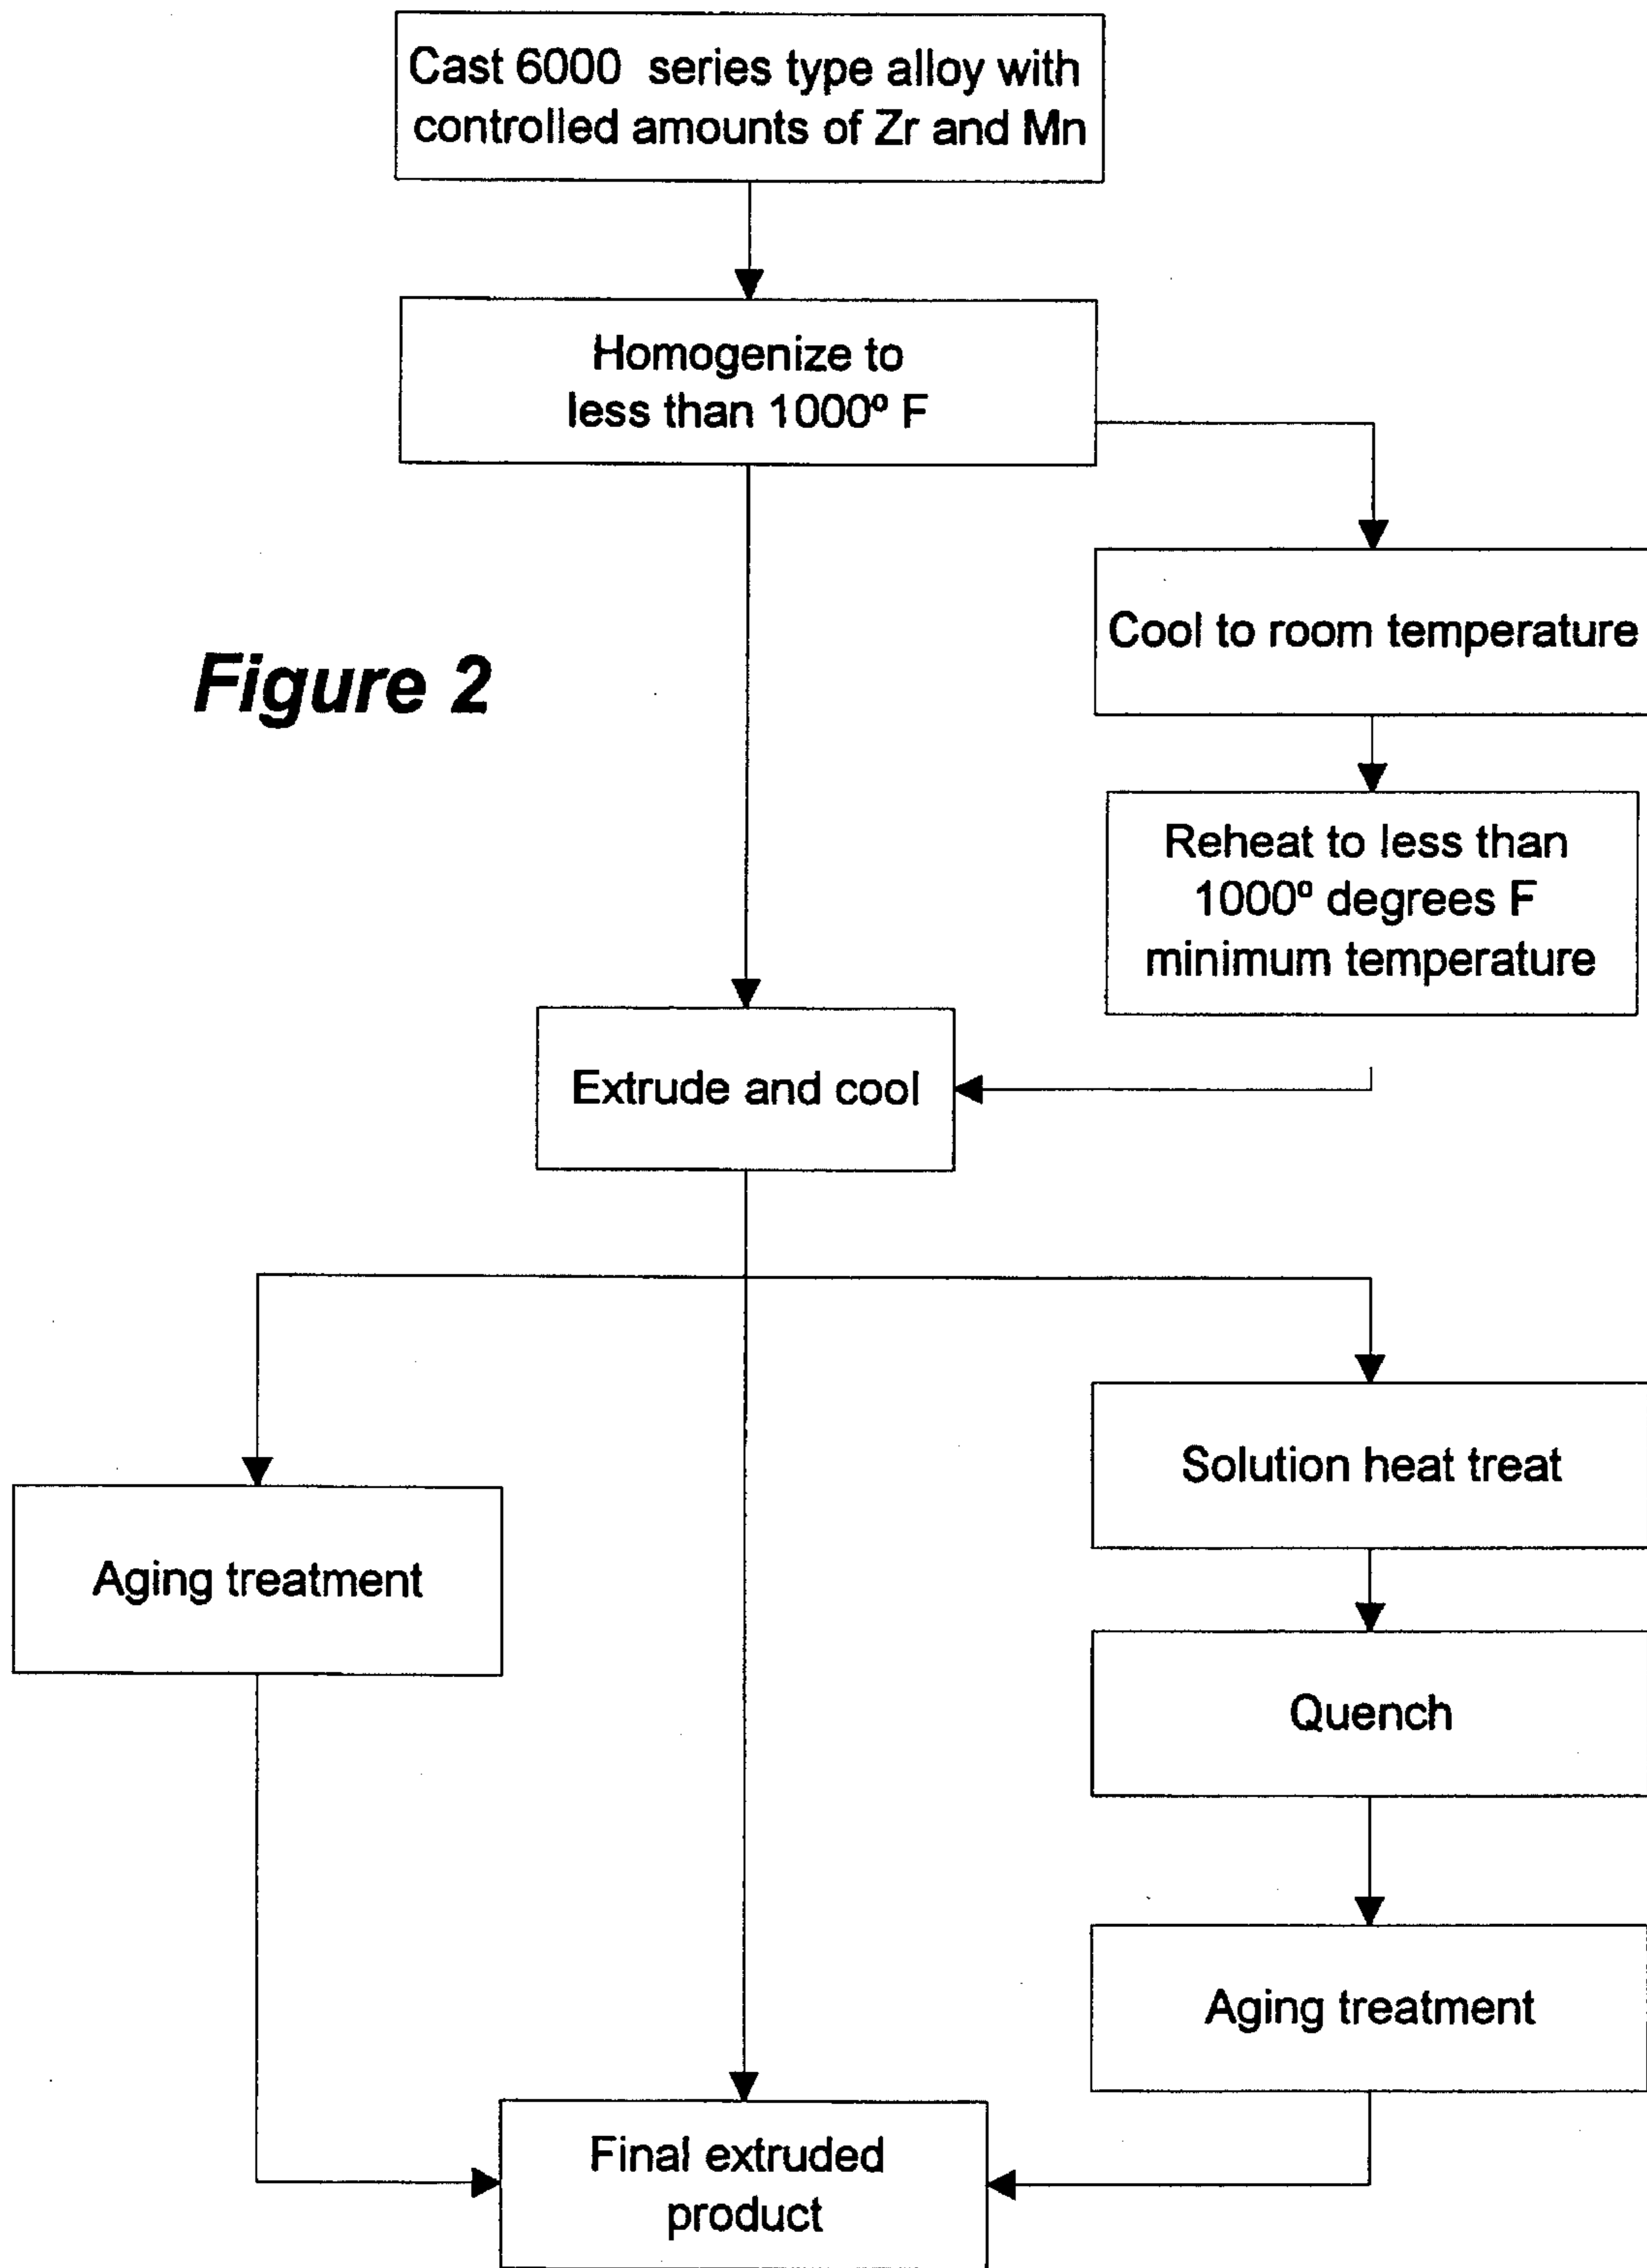 Cast 6000 series type alloy with
controlled amounts of Zr and Mn
Homogenize to
less than 1000º F
Cool to room temperature
Figure 2
Reheat to less than
1000º degrees F
minimum temperature
Extrude and cool
Solution heat treat
Aging treatment
Quench
Aging treatment
Final extruded
product